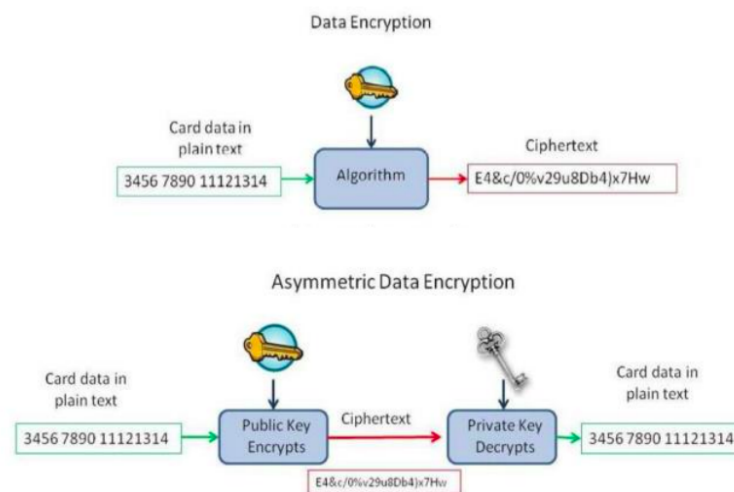 Data Encryption
Card data in
plain text
3456 7890 11121314
Algorithm
Ciphertext
E4&c/0%v29u8Db4)x7Hw
Asymmetric Data Encryption
Card data in
plain text
3456 7890 11121314
Public Key
Encrypts
Ciphertext
E4&c/0%v29u8Db4)x7Hw
Private Key
Decrypts
Card data in
plain text
3456 7890 11121314